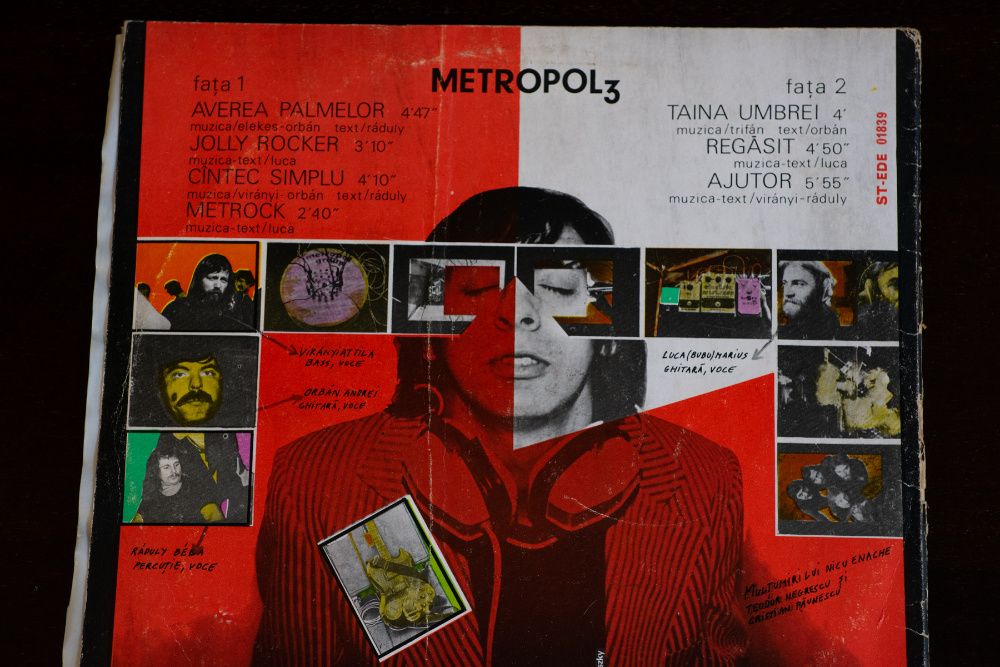 METROPOL3
fața 1
AVEREA PALMELOR 4'47"
muzica/elekes-orbán text/ráduly
JOLLY ROCKER 3'10"
muzica-text/luca
CÎNTEC SIMPLU 4'10"
muzica/virányi-orbán text/ráduly
METROCK 2'40"
muzica-text/luca
fața 2
TAINA UMBREI 4'
muzica/trifán text/orbán
REGĂSIT 4'50"
muzica-text/luca
AJUTOR 5'55"
muzica-text/virányi-ráduly
ST-EDE 01839
VIRÁNYI ATTILA
BASS, VOCE
ORBÁN ANDREI
GHITARĂ, VOCE
LUCA (BUBU) MARIUS
GHITARĂ, VOCE
RÁDULY BÉBA
PERCUȚIE, VOCE
MULȚUMIRI LUI NICU ENACHE
TEODOR NEGRESCU ȘI
CRISTIAN PĂUNESCU